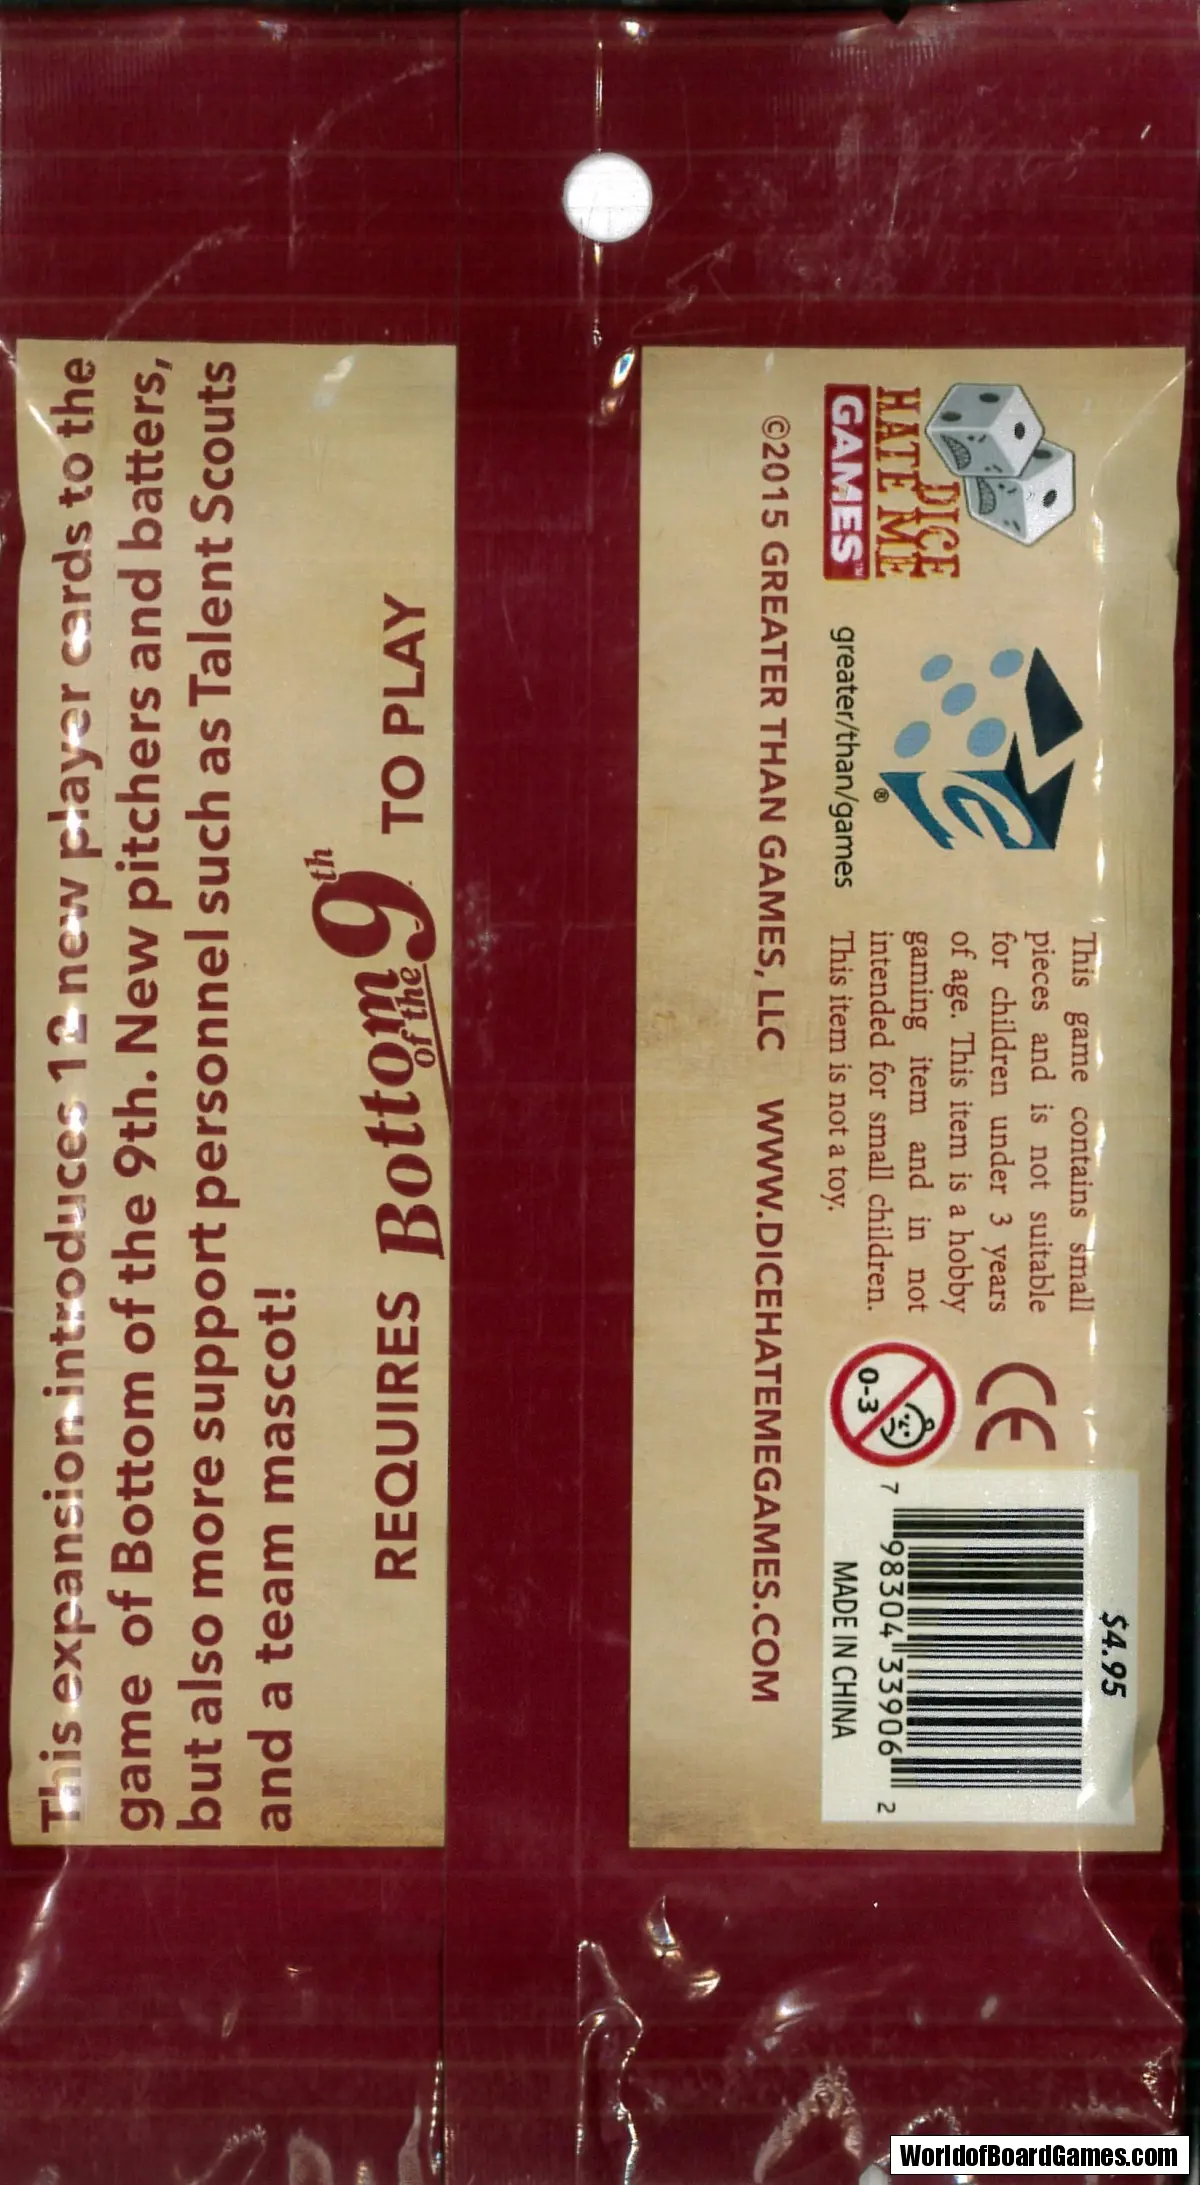 This expansion introduces 12 new player cards to the
game of Bottom of the 9th. New pitchers and batters,
but also more support personnel such as Talent Scouts
and a team mascot!
REQUIRES Bottom of the 9th TO PLAY
DICE
HATE ME
GAMES™
greater/than/games
®
©2015 GREATER THAN GAMES, LLC WWW.DICEHATEMEGAMES.COM
This game contains small
pieces and is not suitable
for children under 3 years
of age. This item is a hobby
gaming item and in not
intended for small children.
This item is not a toy.
CE
0-3
$4.95
7 98304 33906 2
MADE IN CHINA
WorldofBoardGames.com